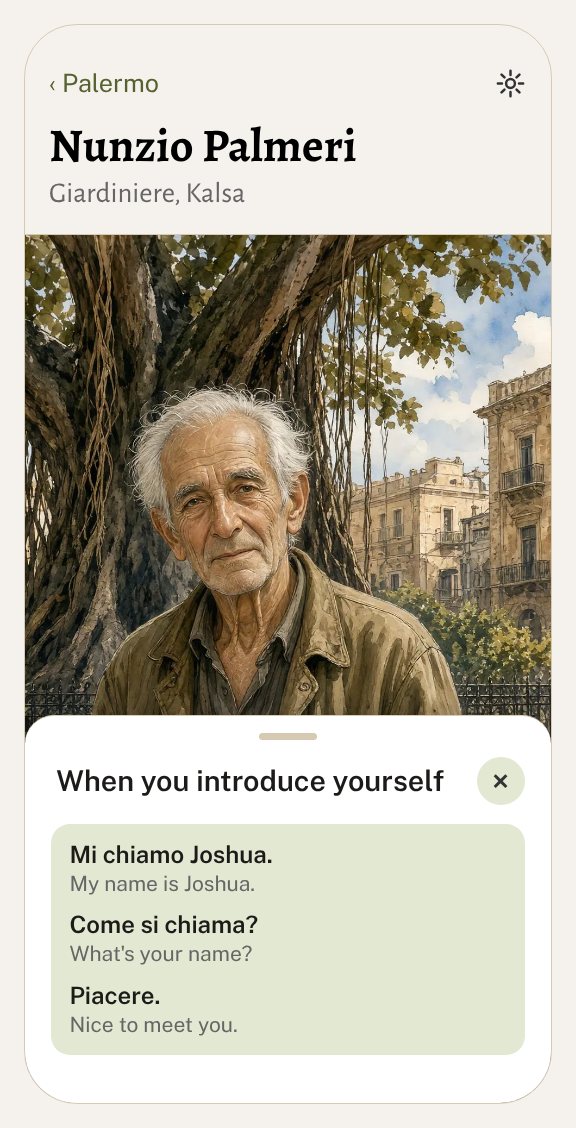 ‹ Palermo
Nunzio Palmeri
Giardiniere, Kalsa
When you introduce yourself
Mi chiamo Joshua.
My name is Joshua.
Come si chiama?
What's your name?
Piacere.
Nice to meet you.